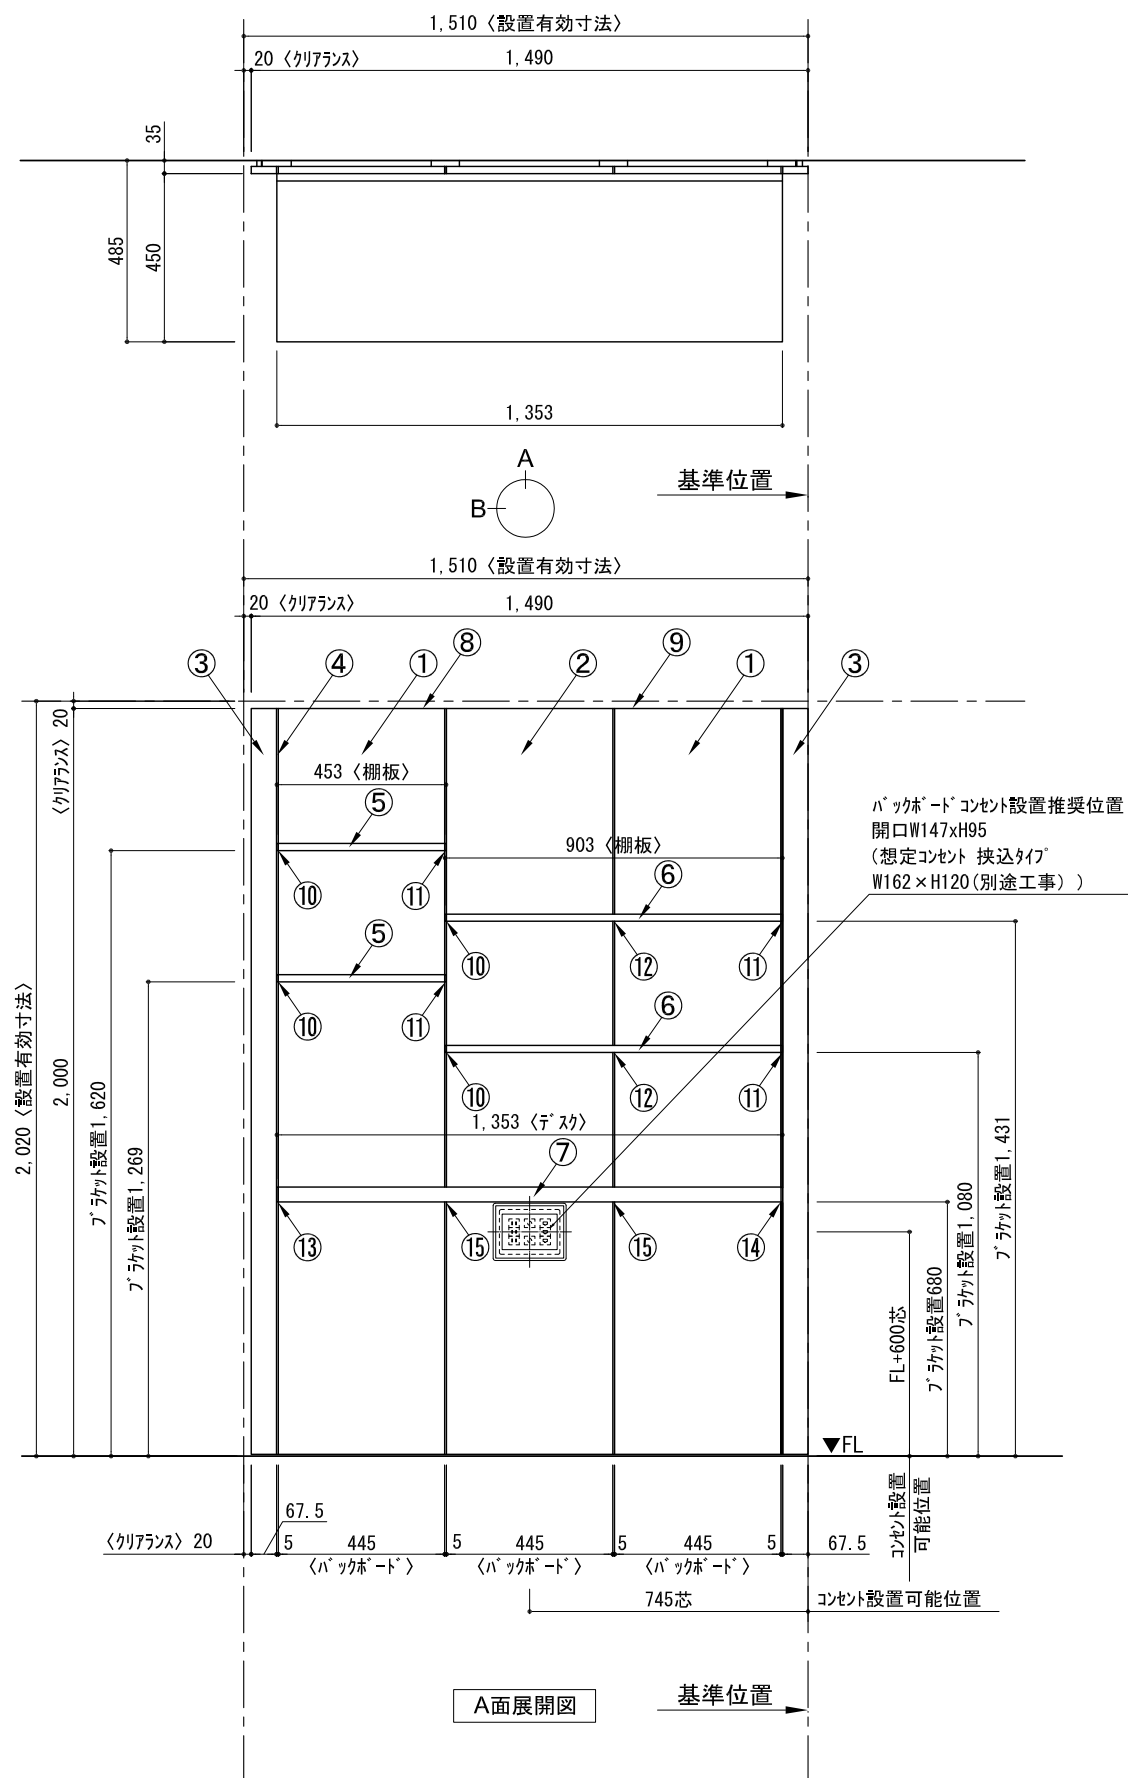 1,510〈設置有効寸法〉
20〈ｸﾘｱﾗﾝｽ〉
1,490
35
485
450
1,353
A
B
基準位置
1,510〈設置有効寸法〉
20〈ｸﾘｱﾗﾝｽ〉
1,490
③
④
①
⑧
②
⑨
①
③
〈ｸﾘｱﾗﾝｽ〉20
453〈棚板〉
⑤
ﾊﾞｯｸﾎﾞｰﾄﾞｺﾝｾﾝﾄ設置推奨位置
開口W147xH95
(想定ｺﾝｾﾝﾄ 挟込ﾀｲﾌﾟ
W162×H120(別途工事))
903〈棚板〉
⑩
⑪
⑥
⑤
⑩
⑫
⑪
⑩
⑪
⑥
⑩
⑫
⑪
2,020〈設置有効寸法〉
2,000
ﾌﾞﾗｹｯﾄ設置1,620
ﾌﾞﾗｹｯﾄ設置1,269
1,353〈ﾃﾞｽｸ〉
⑦
⑬
⑮
⑮
⑭
FL+600芯
ﾌﾞﾗｹｯﾄ設置680
ﾌﾞﾗｹｯﾄ設置1,080
ﾌﾞﾗｹｯﾄ設置1,431
▼FL
ｺﾝｾﾝﾄ設置
可能位置
67.5
〈ｸﾘｱﾗﾝｽ〉20
5
445
5
445
5
445
5
67.5
〈ﾊﾞｯｸﾎﾞｰﾄﾞ〉
〈ﾊﾞｯｸﾎﾞｰﾄﾞ〉
〈ﾊﾞｯｸﾎﾞｰﾄﾞ〉
745芯
ｺﾝｾﾝﾄ設置可能位置
A面展開図
基準位置